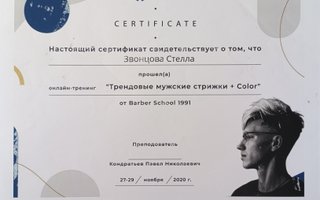 CERTIFICATE
Настоящий сертификат свидетельствует о том, что
Звонцова Стелла
прошел(а)
онлайн-тренинг "Трендовые мужские стрижки + Color"
от Barber School 1991
Преподаватель
Кондратьев Павел Николаевич
27-29 / ноября / 2020 г.